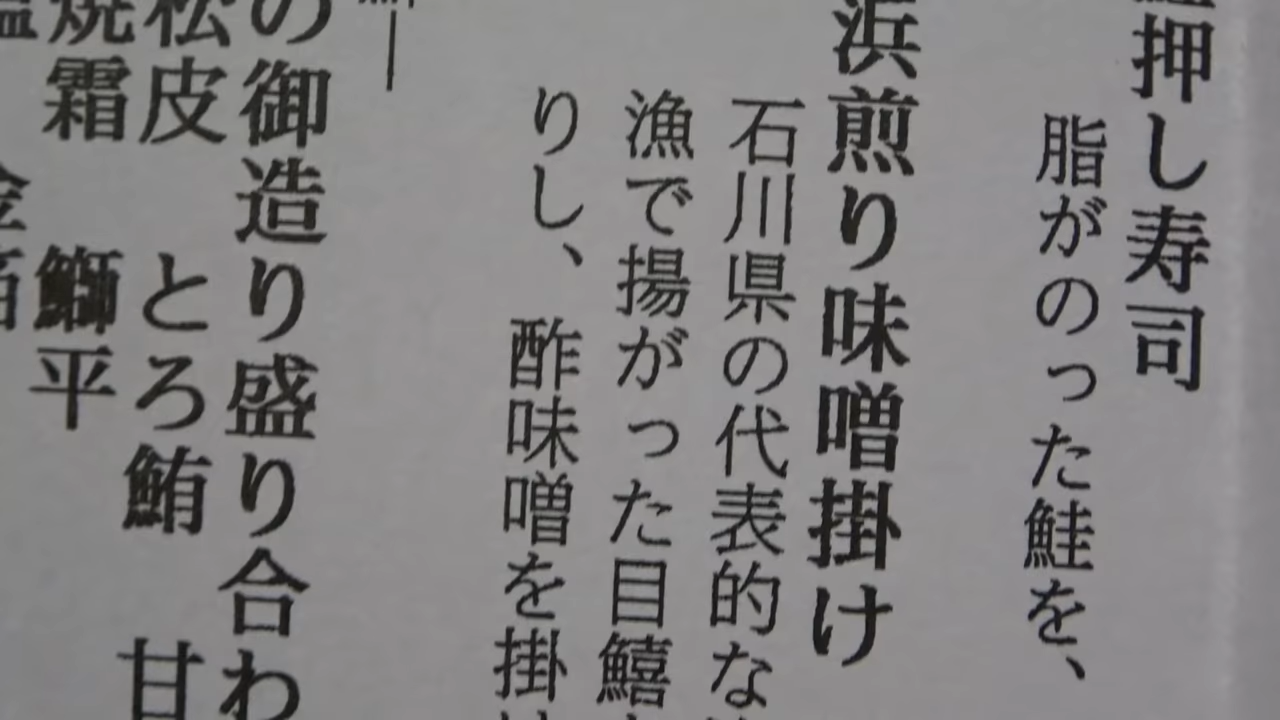 押し寿司
脂がのった鮭を、
浜煎り味噌掛け
石川県の代表的な
漁で揚がった目鱚
りし、酢味噌を掛け
の御造り盛り合わ
松皮 とろ鮪 甘
焼霜 鰤平